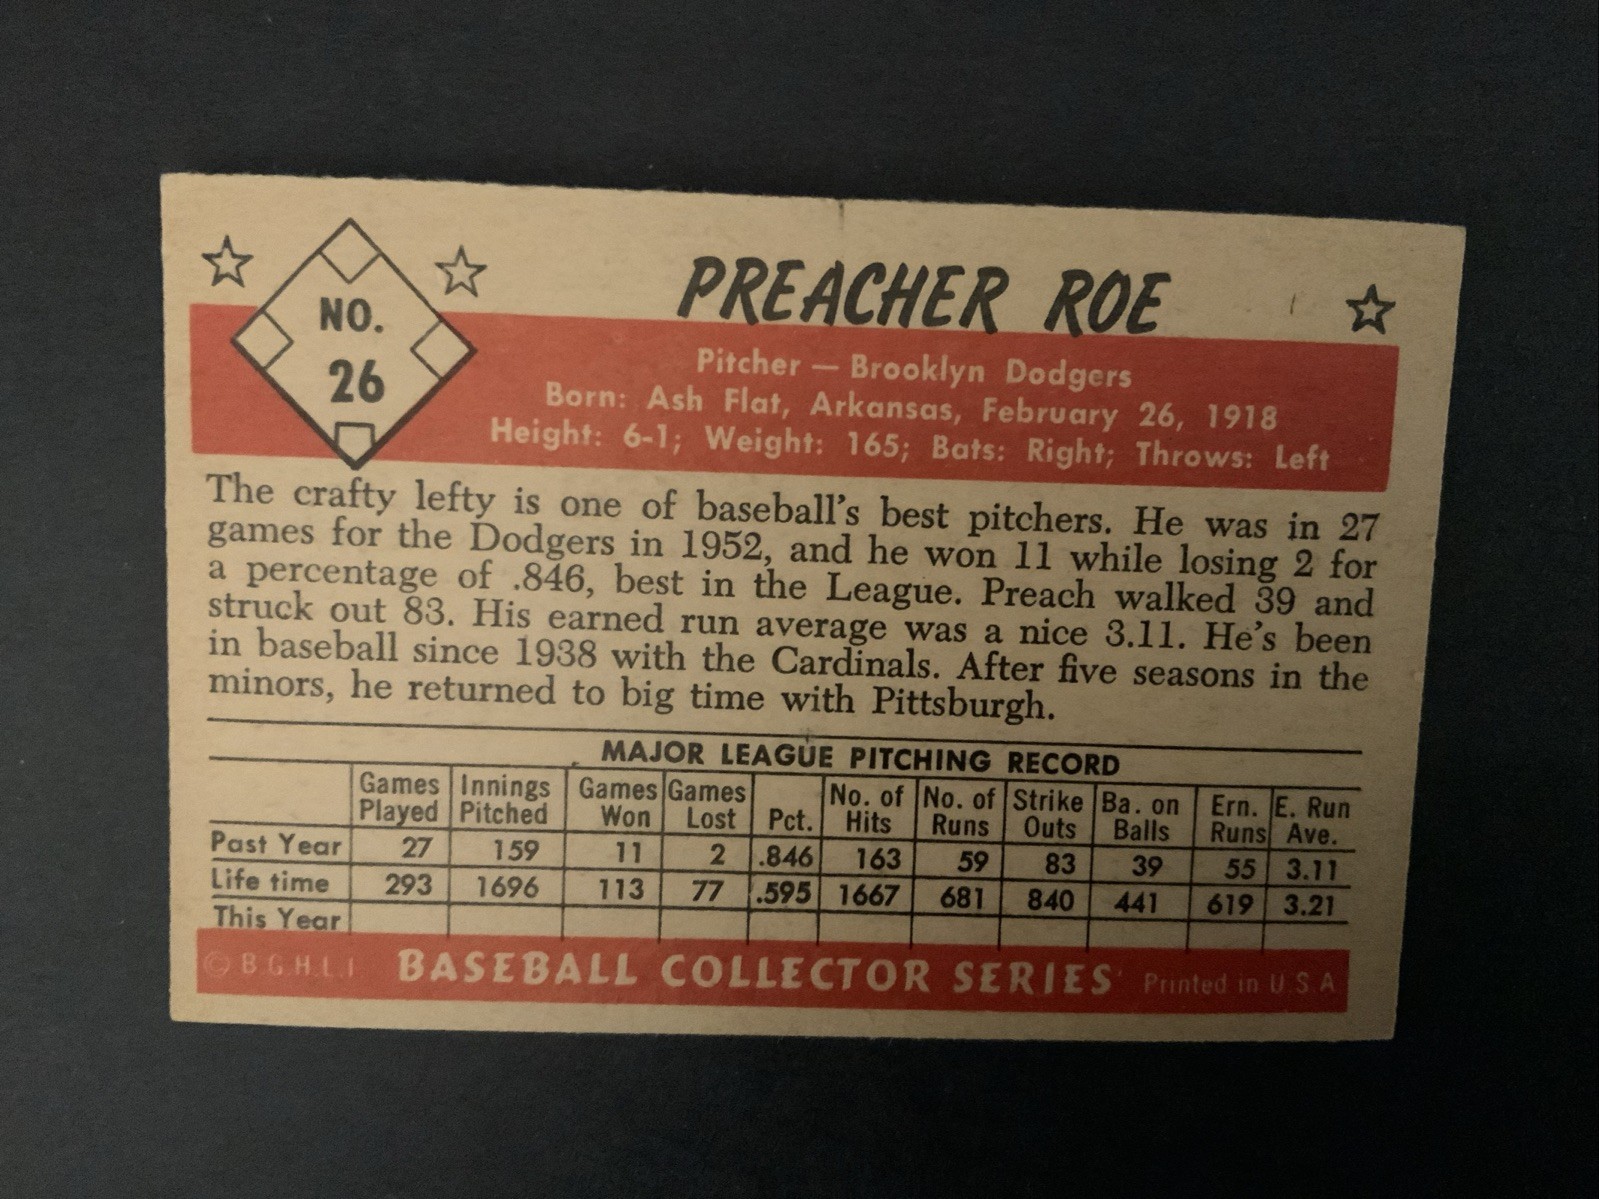 PREACHER ROE
NO.
26
Pitcher — Brooklyn Dodgers
Born: Ash Flat, Arkansas, February 26, 1918
Height: 6-1; Weight: 165; Bats: Right; Throws: Left
The crafty lefty is one of baseball's best pitchers. He was in 27
games for the Dodgers in 1952, and he won 11 while losing 2 for
a percentage of .846, best in the League. Preach walked 39 and
struck out 83. His earned run average was a nice 3.11. He's been
in baseball since 1938 with the Cardinals. After five seasons in the
minors, he returned to big time with Pittsburgh.
MAJOR LEAGUE PITCHING RECORD
Games Played Innings Pitched Games Won Games Lost Pct. No. of Hits No. of Runs Strike Outs Ba. on Balls Ern. Runs E. Run Ave.
Past Year 27 159 11 2 .846 163 59 83 39 55 3.11
Life time 293 1696 113 77 .595 1667 681 840 441 619 3.21
This Year
© B.G.H.L.I BASEBALL COLLECTOR SERIES Printed in U.S.A